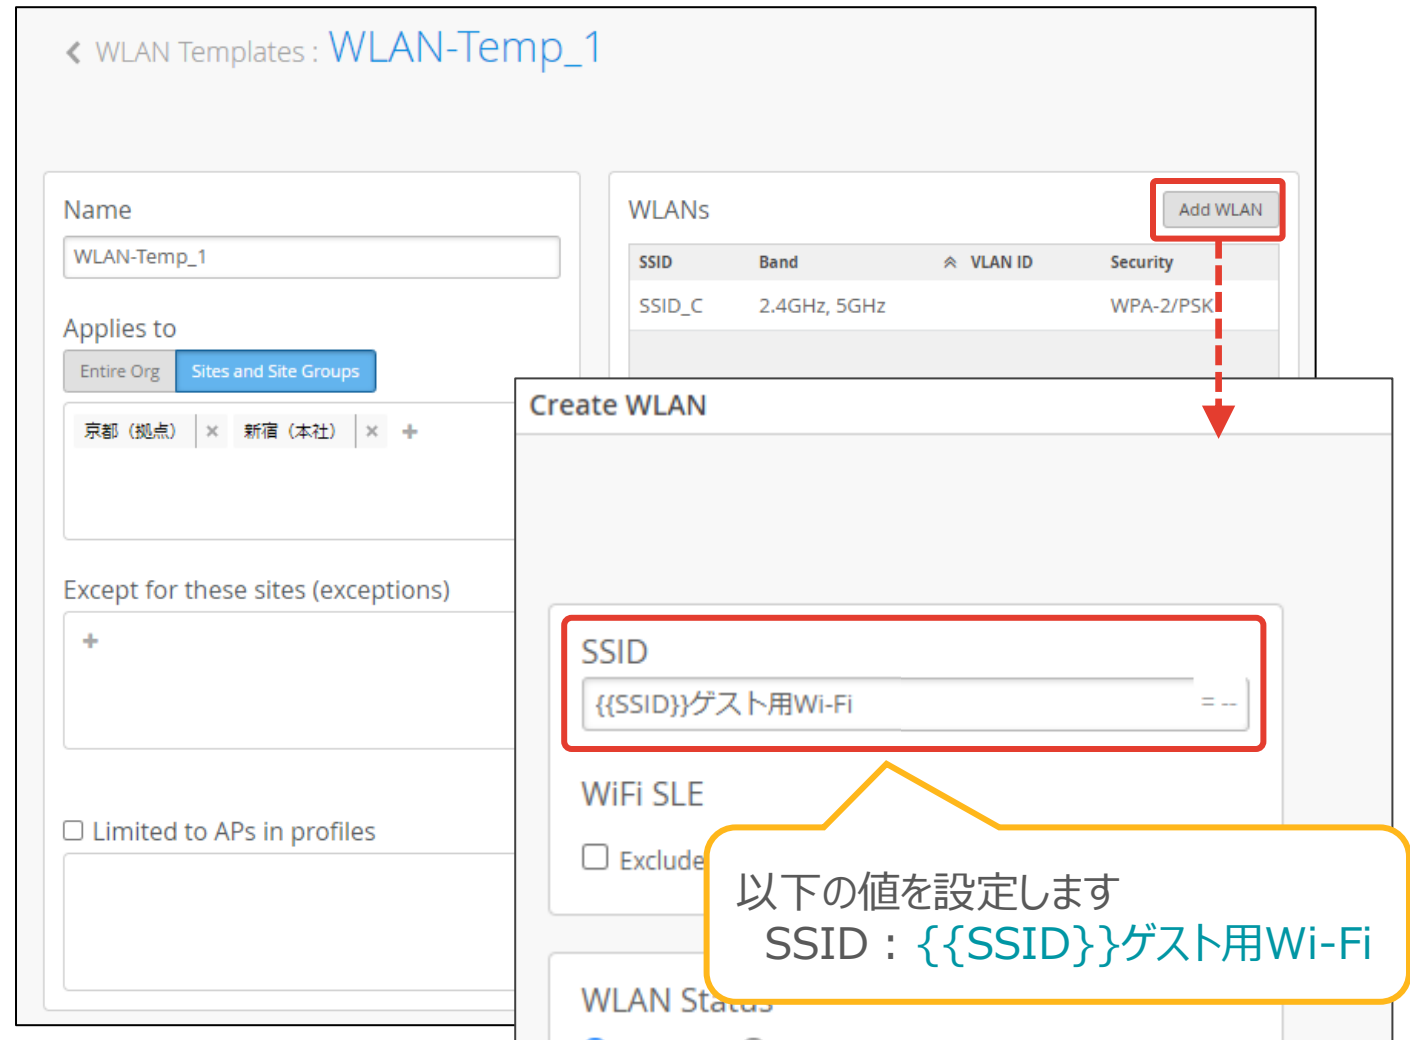 WLAN Templates : WLAN-Temp_1
Name
WLAN-Temp_1
Applies to
Entire Org Sites and Site Groups
京都（拠点） × 新宿（本社） × +
Except for these sites (exceptions)
+
Limited to APs in profiles
WLANs
Add WLAN
SSID Band VLAN ID Security
SSID_C 2.4GHz, 5GHz WPA-2/PSK
Create WLAN
SSID
{{SSID}}ゲスト用Wi-Fi = --
WiFi SLE
Exclude
以下の値を設定します
SSID：{{SSID}}ゲスト用Wi-Fi
WLAN Status